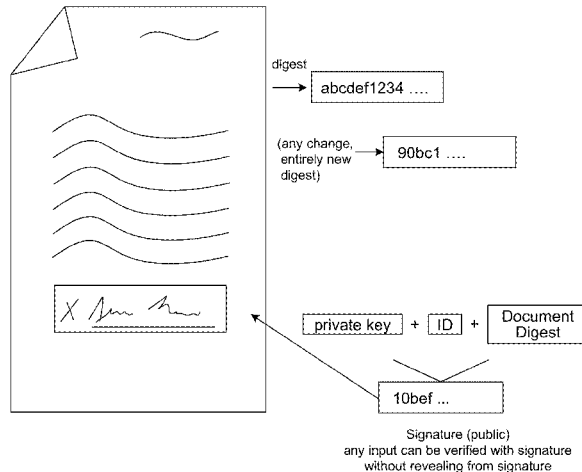 digest
abcdef1234 ....
(any change,
entirely new
digest)
90bc1 ....
X
private key + ID + Document
Digest
10bef ...
Signature (public)
any input can be verified with signature
without revealing from signature